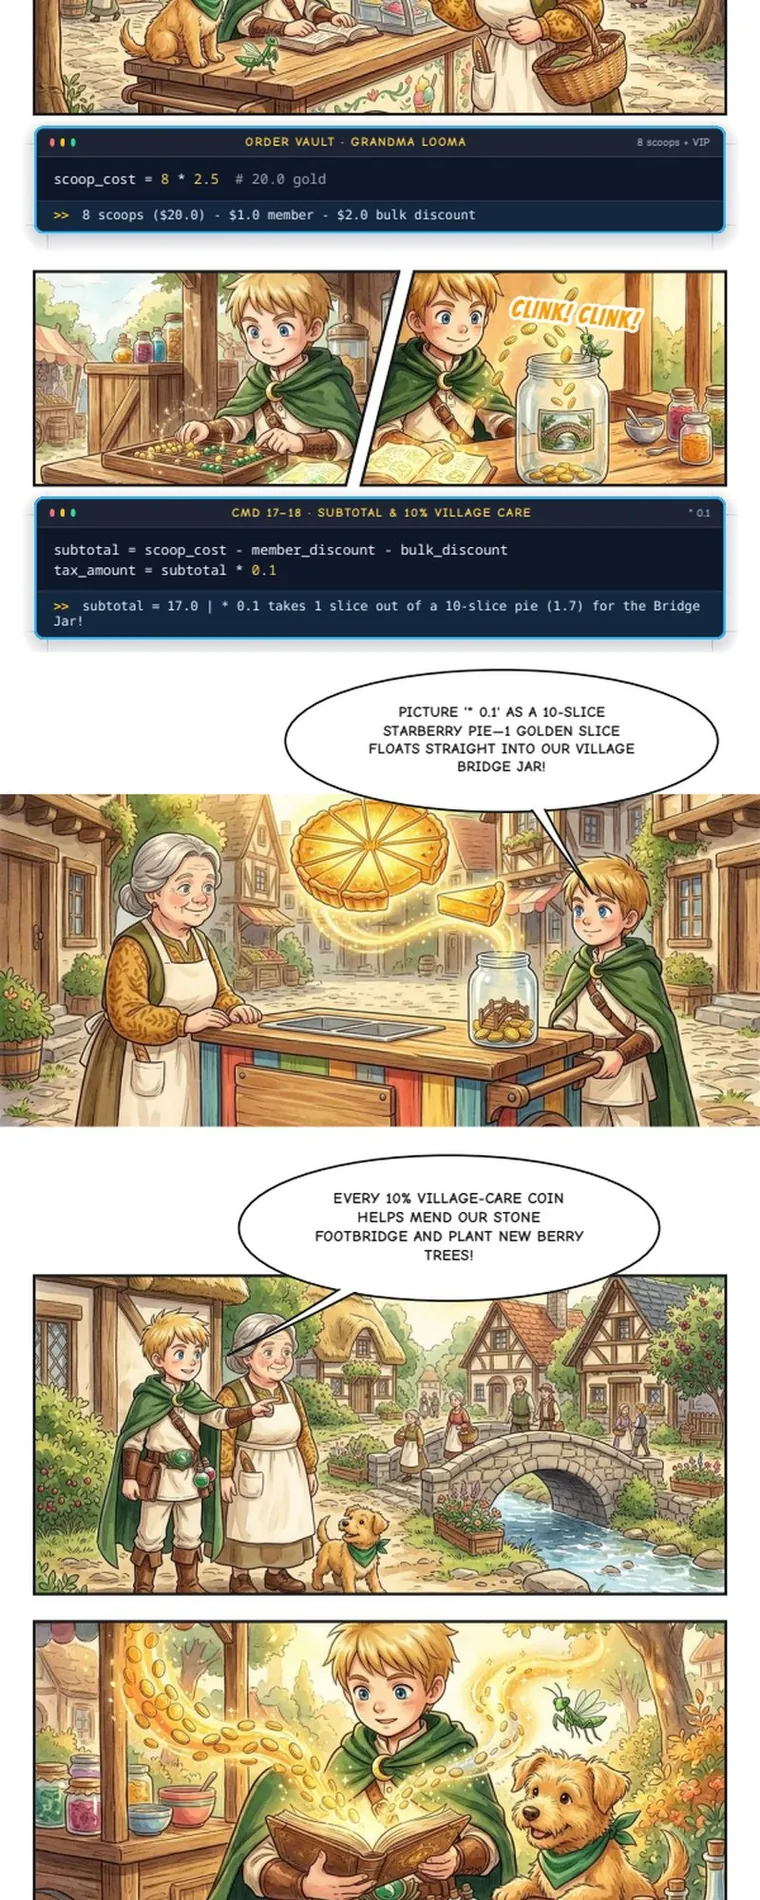 ORDER VAULT · GRANDMA LOOMA
8 scoops + VIP
scoop_cost = 8 * 2.5 # 20.0 gold
>> 8 scoops ($20.0) - $1.0 member - $2.0 bulk discount
CLINK! CLINK!
CMD 17–18 · SUBTOTAL & 10% VILLAGE CARE
* 0.1
subtotal = scoop_cost - member_discount - bulk_discount
tax_amount = subtotal * 0.1
>> subtotal = 17.0 | * 0.1 takes 1 slice out of a 10-slice pie (1.7) for the Bridge
Jar!
PICTURE '* 0.1' AS A 10-SLICE
STARBERRY PIE—1 GOLDEN SLICE
FLOATS STRAIGHT INTO OUR VILLAGE
BRIDGE JAR!
EVERY 10% VILLAGE-CARE COIN
HELPS MEND OUR STONE
FOOTBRIDGE AND PLANT NEW BERRY
TREES!